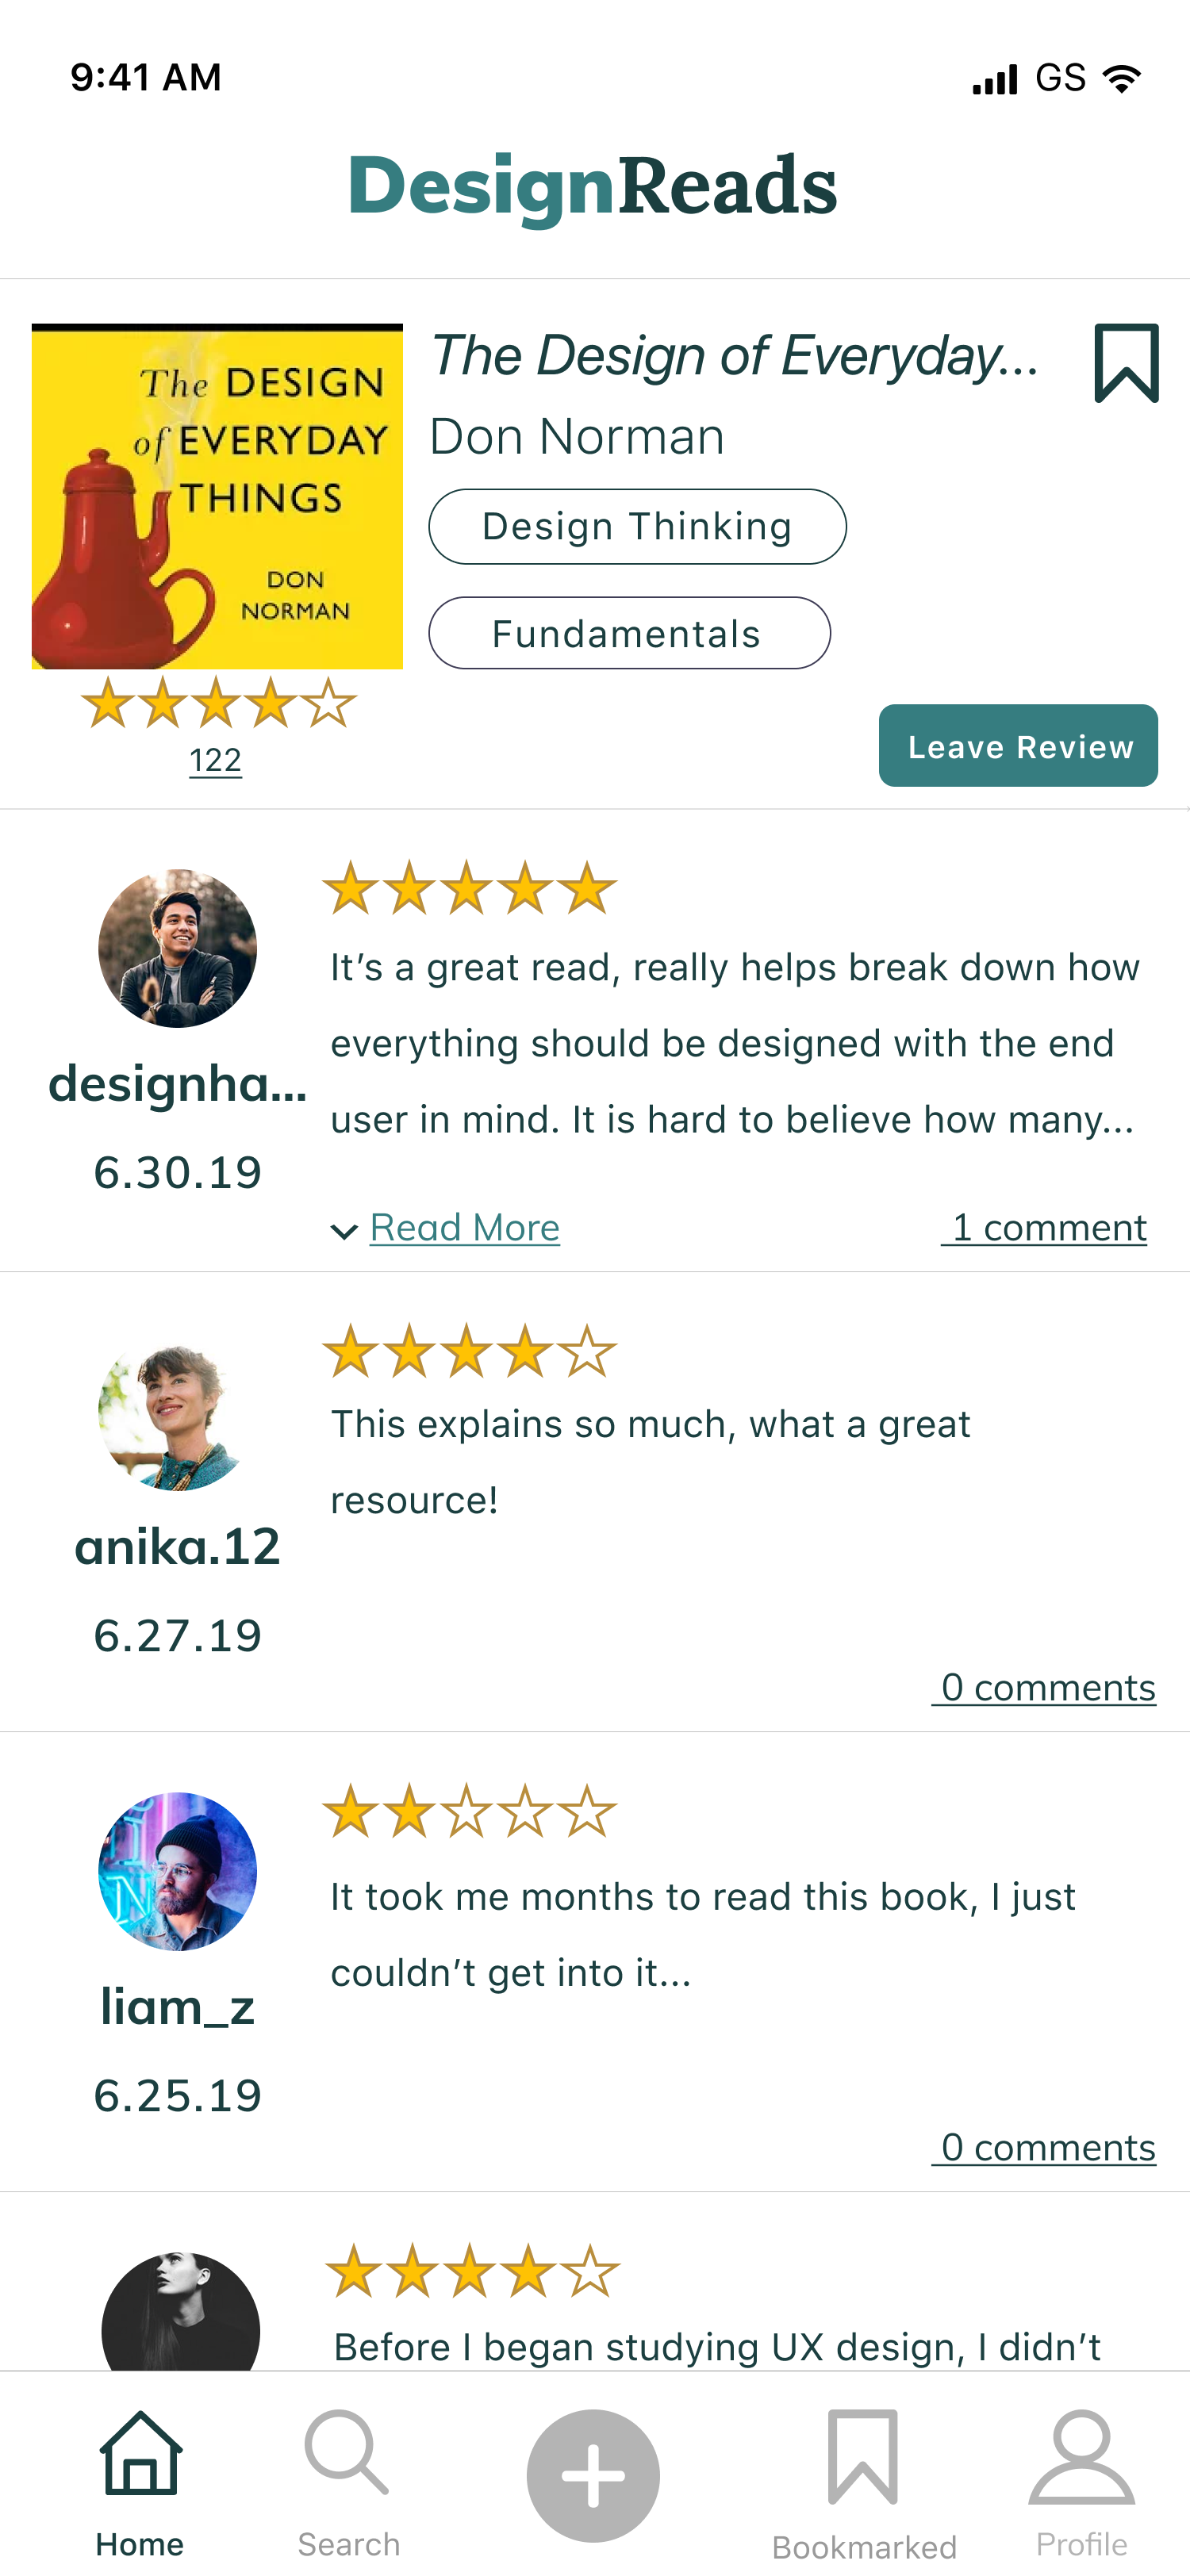 9:41 AM
GS
DesignReads
The DESIGN
of EVERYDAY
THINGS
DON
NORMAN
The Design of Everyday...
Don Norman
Design Thinking
Fundamentals
122
Leave Review
It’s a great read, really helps break down how
everything should be designed with the end
user in mind. It is hard to believe how many...
designha...
6.30.19
Read More
1 comment
This explains so much, what a great
resource!
anika.12
6.27.19
0 comments
It took me months to read this book, I just
couldn’t get into it...
liam_z
6.25.19
0 comments
Before I began studying UX design, I didn’t
Home
Search
Bookmarked
Profile